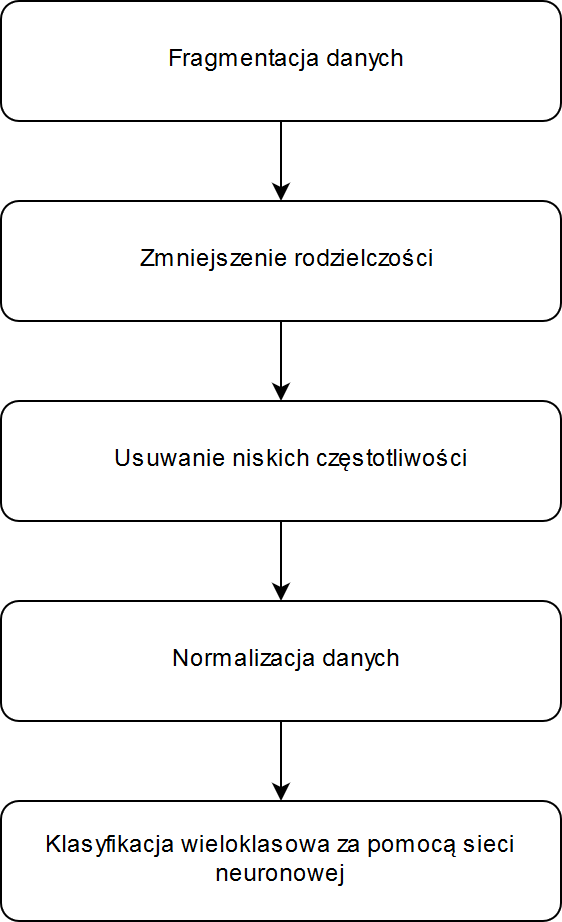 Fragmentacja danych
Zmniejszenie rodzielczości
Usuwanie niskich częstotliwości
Normalizacja danych
Klasyfikacja wieloklasowa za pomocą sieci
neuronowej